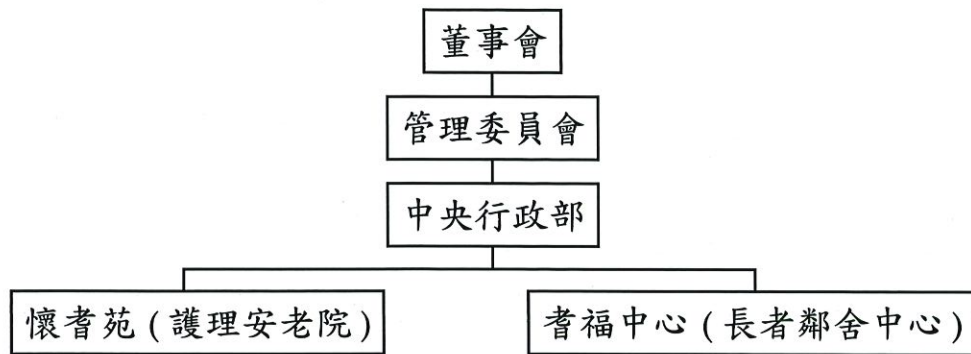 董事會
管理委員會
中央行政部
懷耆苑(護理安老院)
耆福中心(長者鄰舍中心)